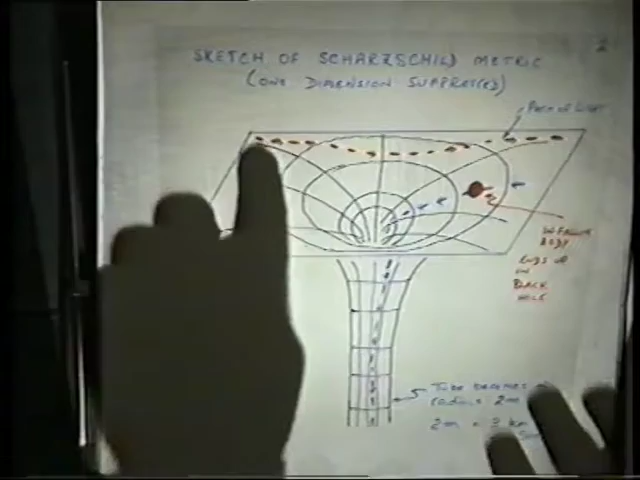 2
SKETCH OF SCHARZSCHILD METRIC
(ONE DIMENSION SUPPRESSED)
PATH OF LIGHT
INFALLING
BODY
ENDS UP
IN
BLACK
HOLE
TUBE BECOMES
radius 2m
2m = 3 km